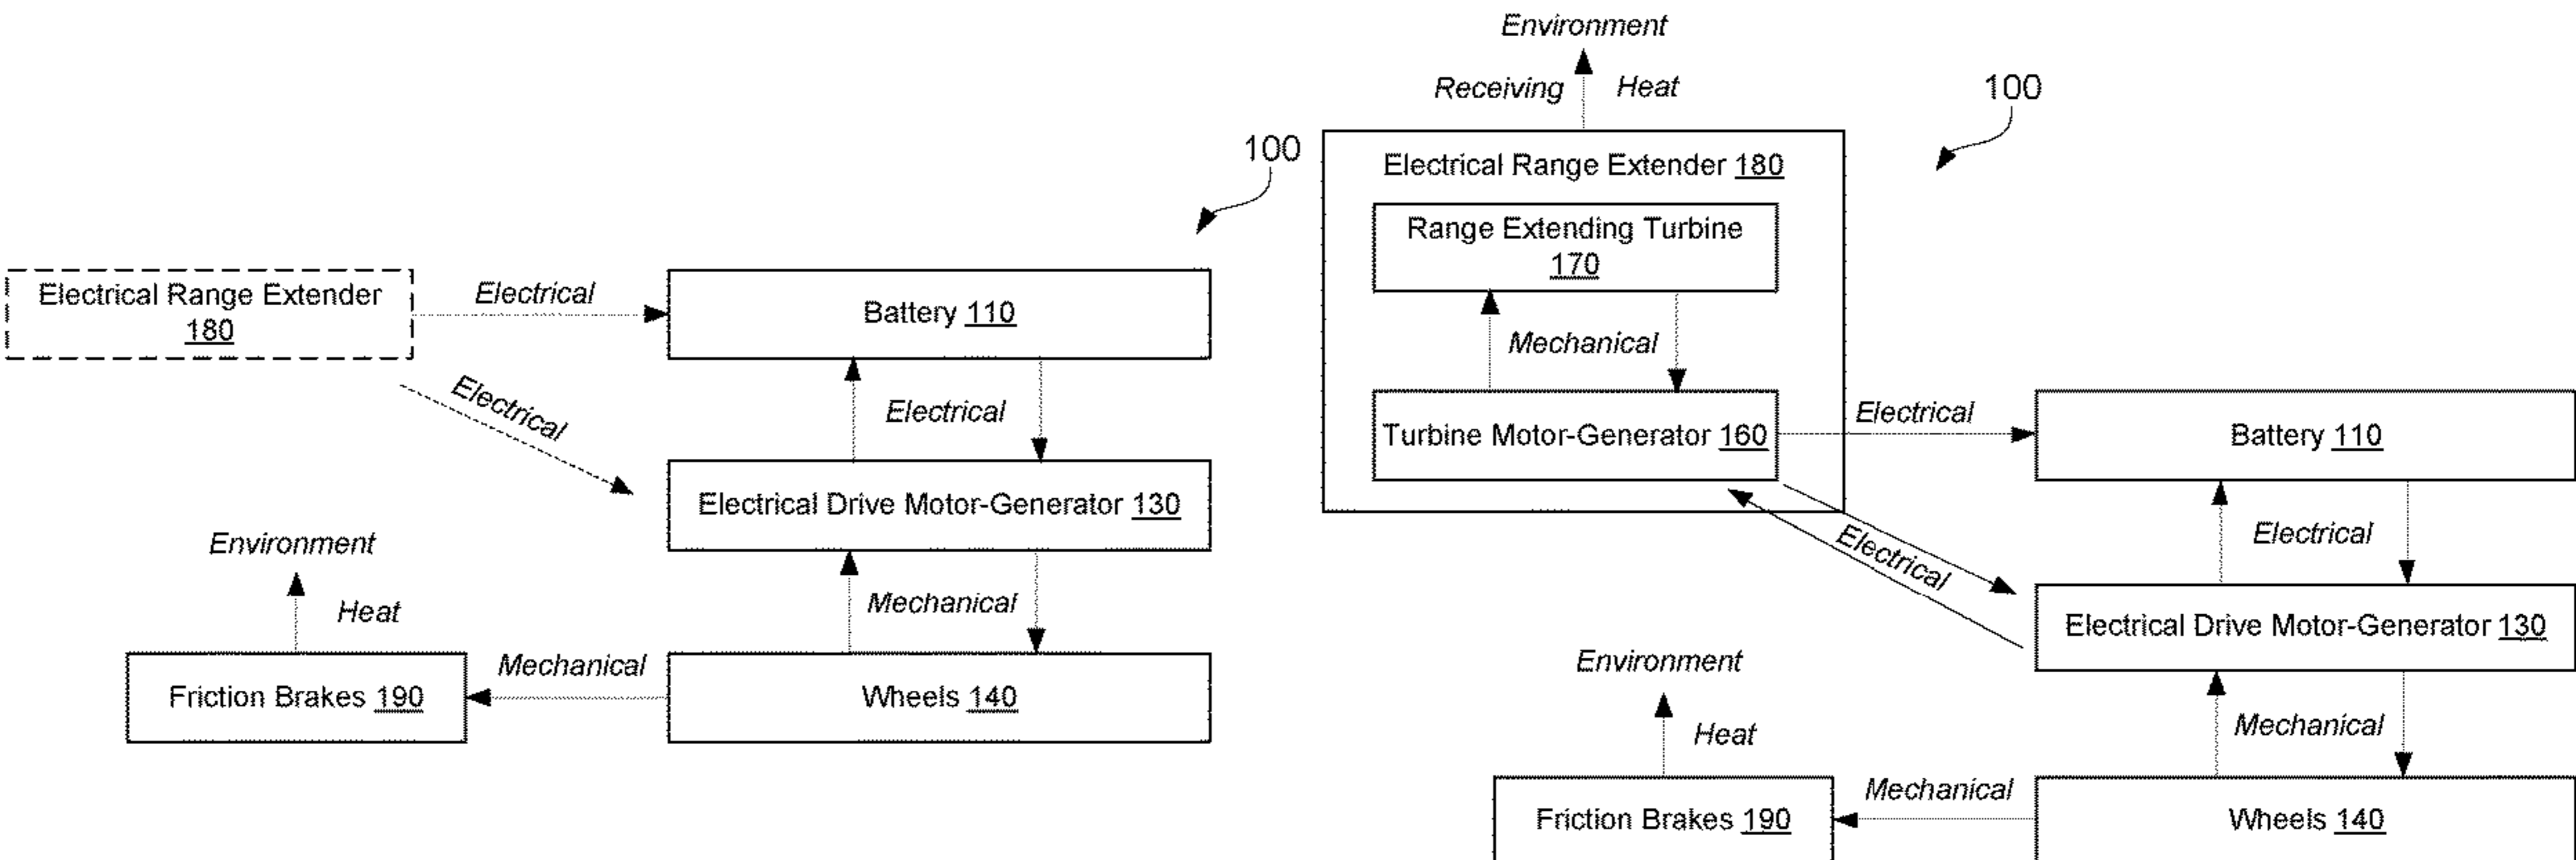 100
Electrical Range Extender
180
Electrical
Battery 110
Electrical
Electrical
Electrical Drive Motor-Generator 130
Environment
Heat
Mechanical
Mechanical
Friction Brakes 190
Wheels 140
Environment
Receiving Heat
100
Electrical Range Extender 180
Range Extending Turbine
170
Mechanical
Turbine Motor-Generator 160
Electrical
Battery 110
Electrical
Electrical
Electrical Drive Motor-Generator 130
Environment
Heat
Mechanical
Mechanical
Friction Brakes 190
Wheels 140